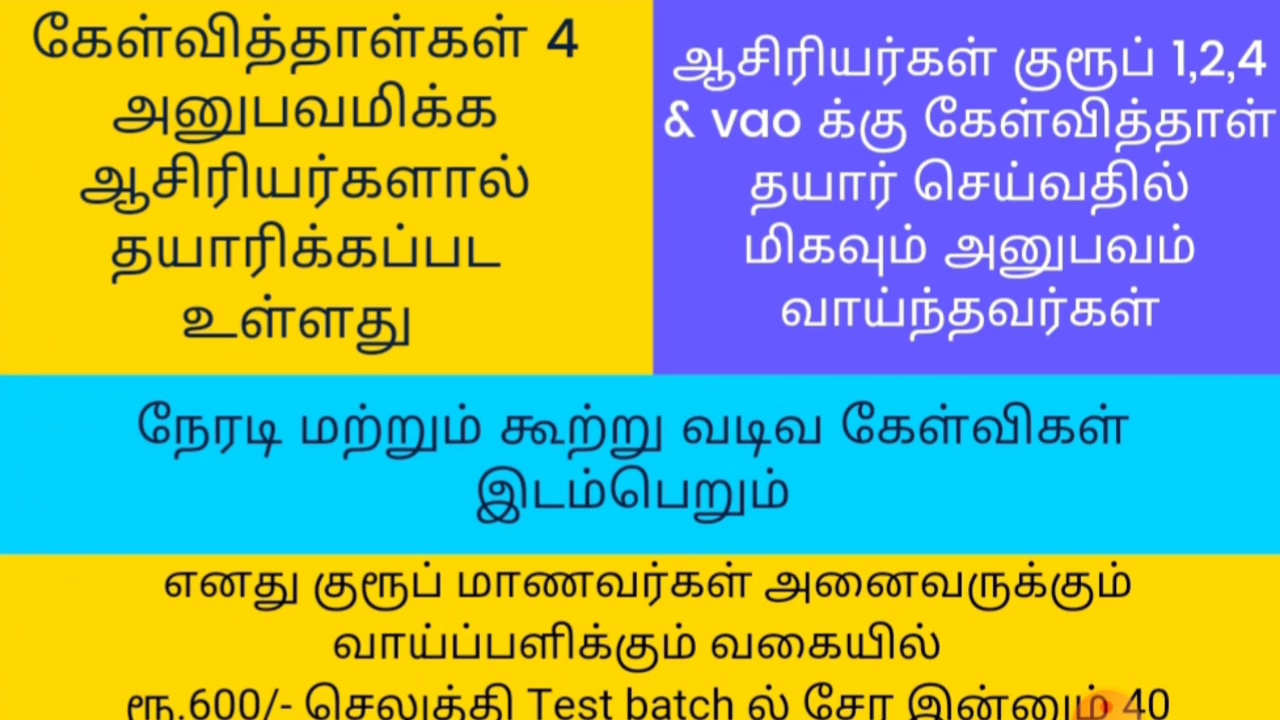 கேள்வித்தாள்கள் 4
அனுபவமிக்க
ஆசிரியர்களால்
தயாரிக்கப்பட
உள்ளது
ஆசிரியர்கள் குரூப் 1,2,4
& vao க்கு கேள்வித்தாள்
தயார் செய்வதில்
மிகவும் அனுபவம்
வாய்ந்தவர்கள்
நேரடி மற்றும் கூற்று வடிவ கேள்விகள்
இடம்பெறும்
எனது குரூப் மாணவர்கள் அனைவருக்கும்
வாய்ப்பளிக்கும் வகையில்
ரூ.600/- செலுத்தி Test batch ல் சேர இன்னும் 40